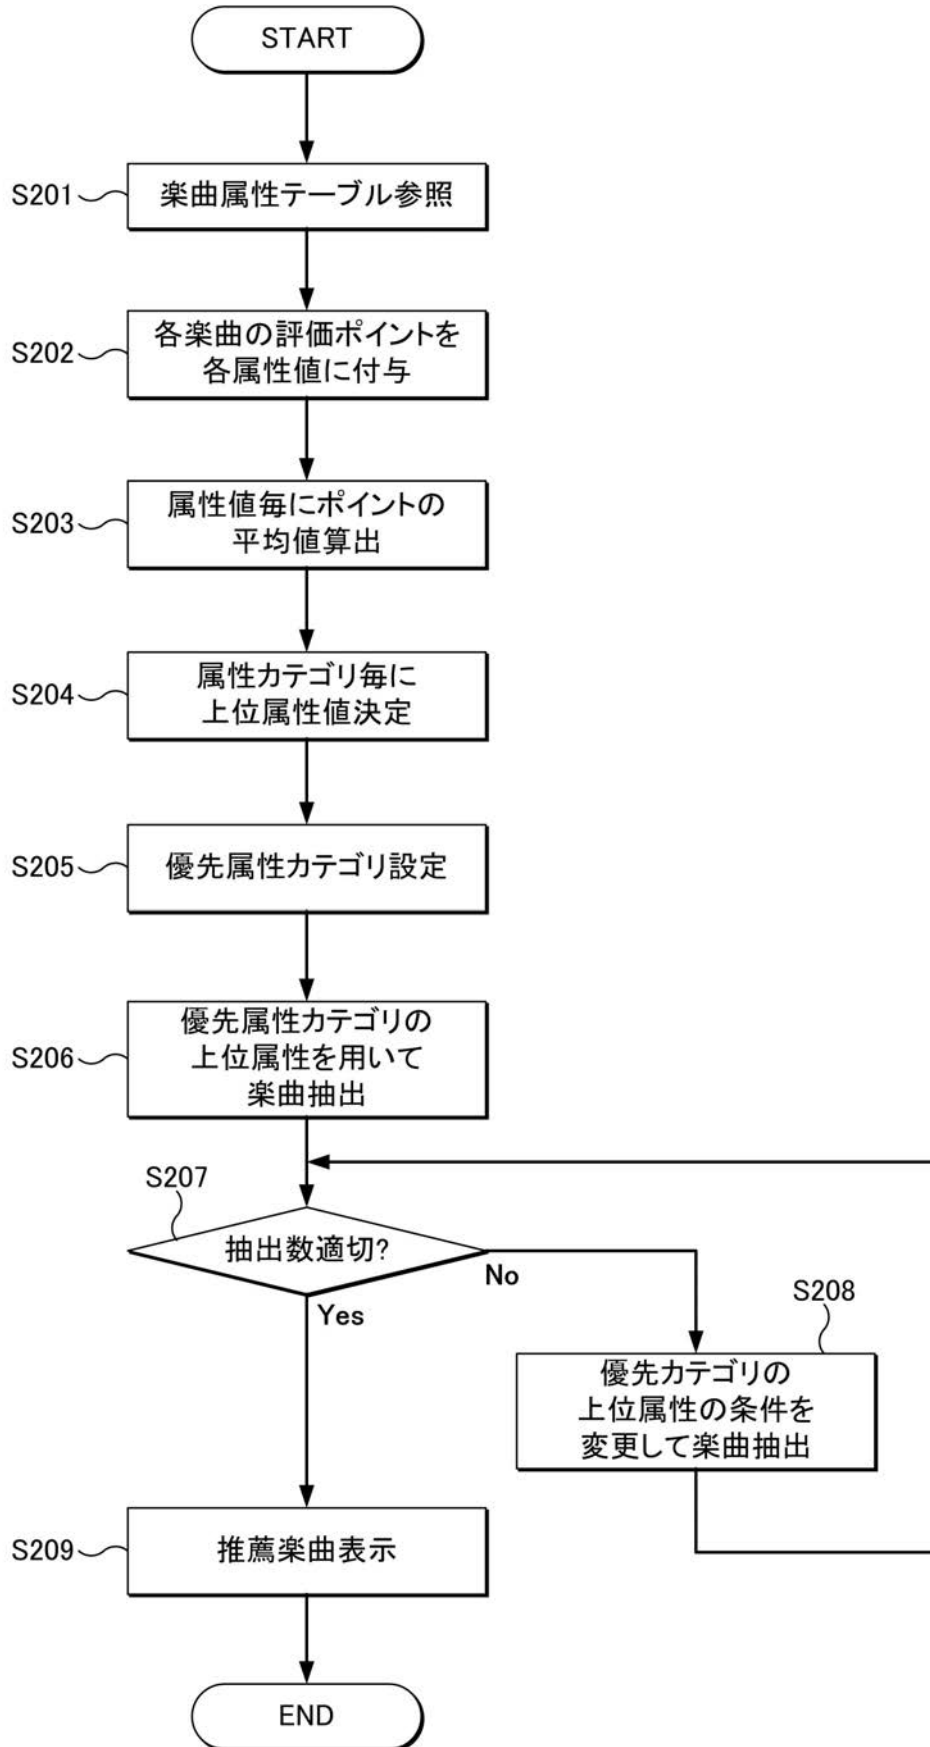 START
S201
楽曲属性テーブル参照
S202
各楽曲の評価ポイントを
各属性値に付与
S203
属性値毎にポイントの
平均値算出
S204
属性カテゴリ毎に
上位属性値決定
S205
優先属性カテゴリ設定
S206
優先属性カテゴリの
上位属性を用いて
楽曲抽出
S207
抽出数適切?
No
Yes
S208
優先カテゴリの
上位属性の条件を
変更して楽曲抽出
S209
推薦楽曲表示
END